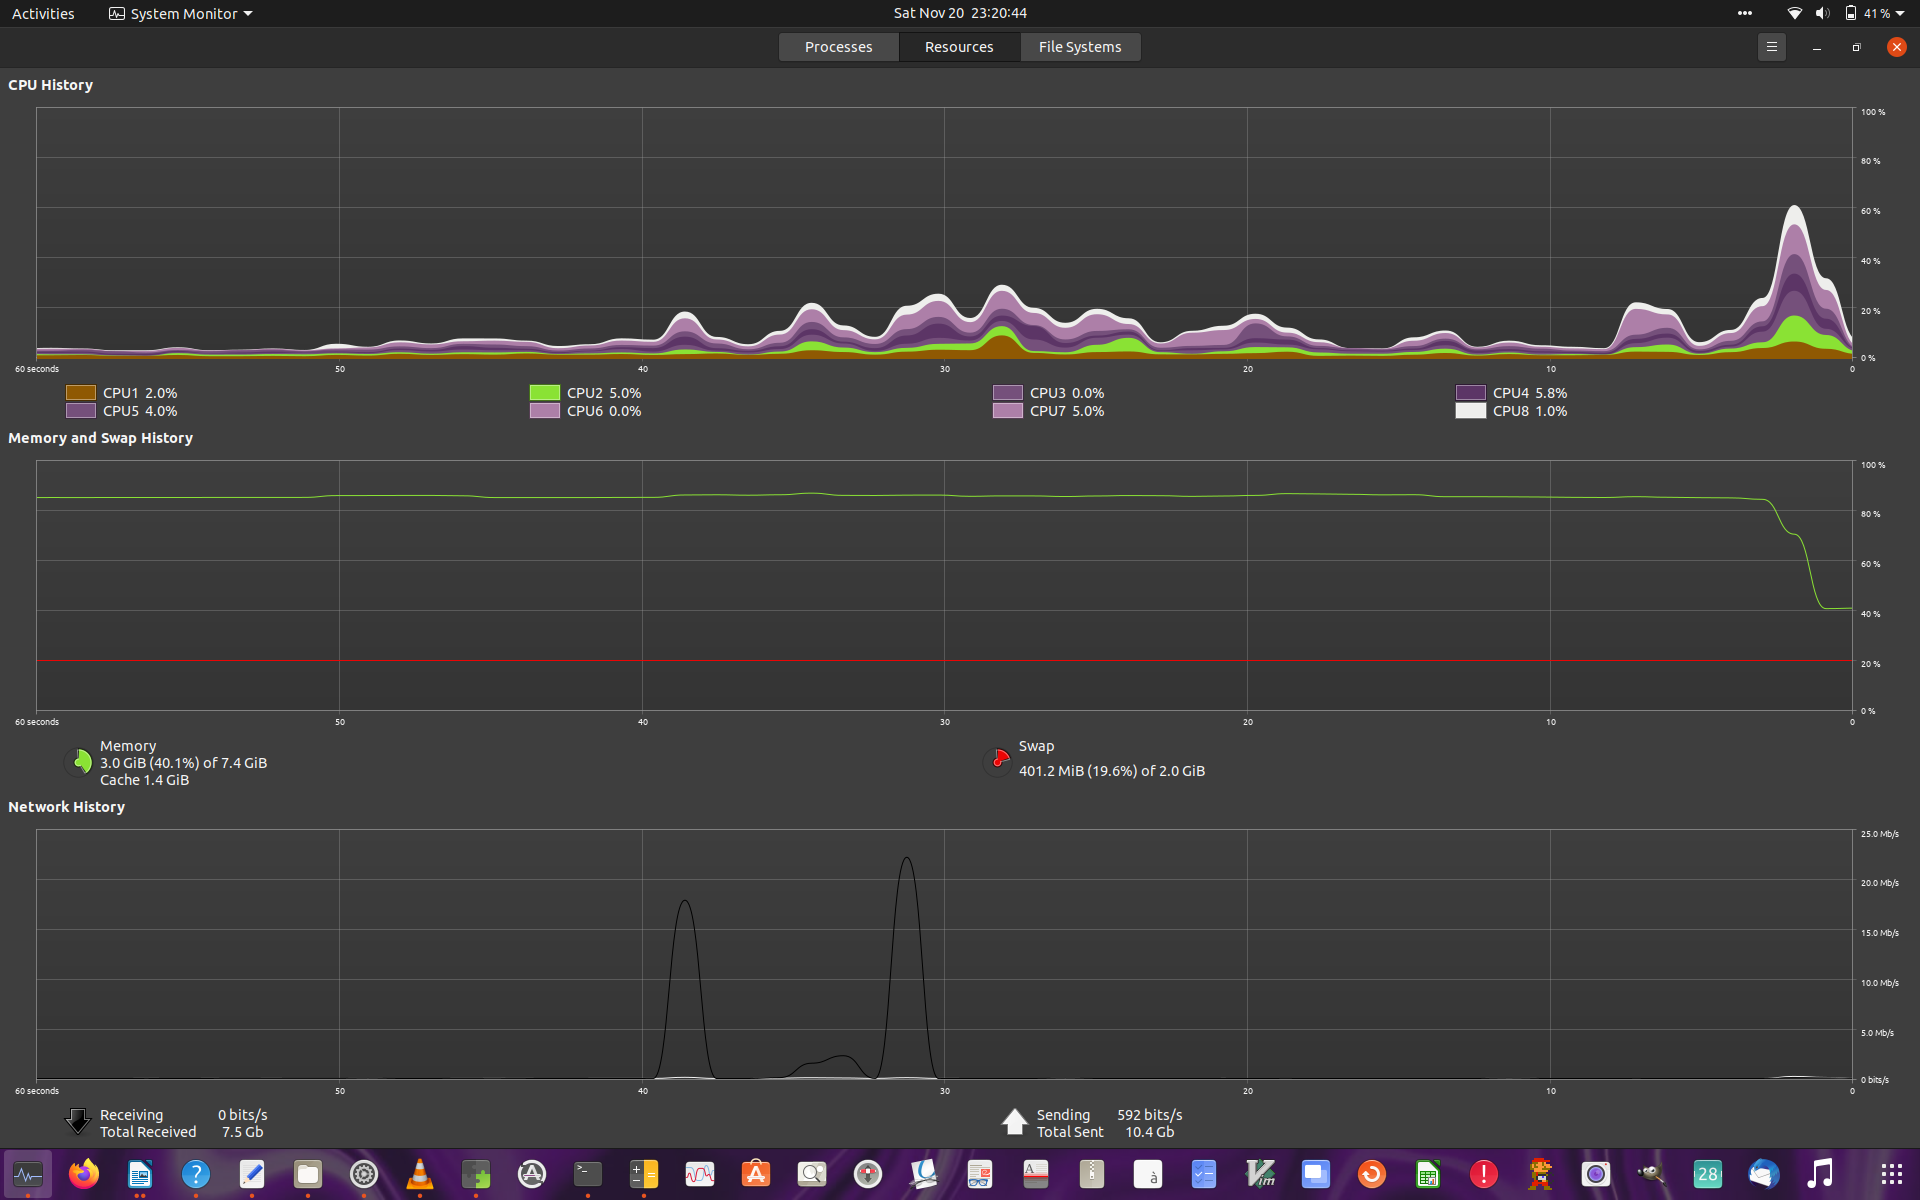 Activities System Monitor Sat Nov 20 23:20:44 41 %
Processes Resources File Systems
CPU History
100 %
80 %
60 %
40 %
20 %
0 %
60 seconds 50 40 30 20 10 0
CPU1 2.0% CPU2 5.0% CPU3 0.0% CPU4 5.8%
CPU5 4.0% CPU6 0.0% CPU7 5.0% CPU8 1.0%
Memory and Swap History
100 %
80 %
60 %
40 %
20 %
0 %
60 seconds 50 40 30 20 10 0
Memory Swap
3.0 GiB (40.1%) of 7.4 GiB 401.2 MiB (19.6%) of 2.0 GiB
Cache 1.4 GiB
Network History
25.0 Mb/s
20.0 Mb/s
15.0 Mb/s
10.0 Mb/s
5.0 Mb/s
0 bits/s
60 seconds 50 40 30 20 10 0
Receiving 0 bits/s Sending 592 bits/s
Total Received 7.5 Gb Total Sent 10.4 Gb
? >_ A à Vim ! 28